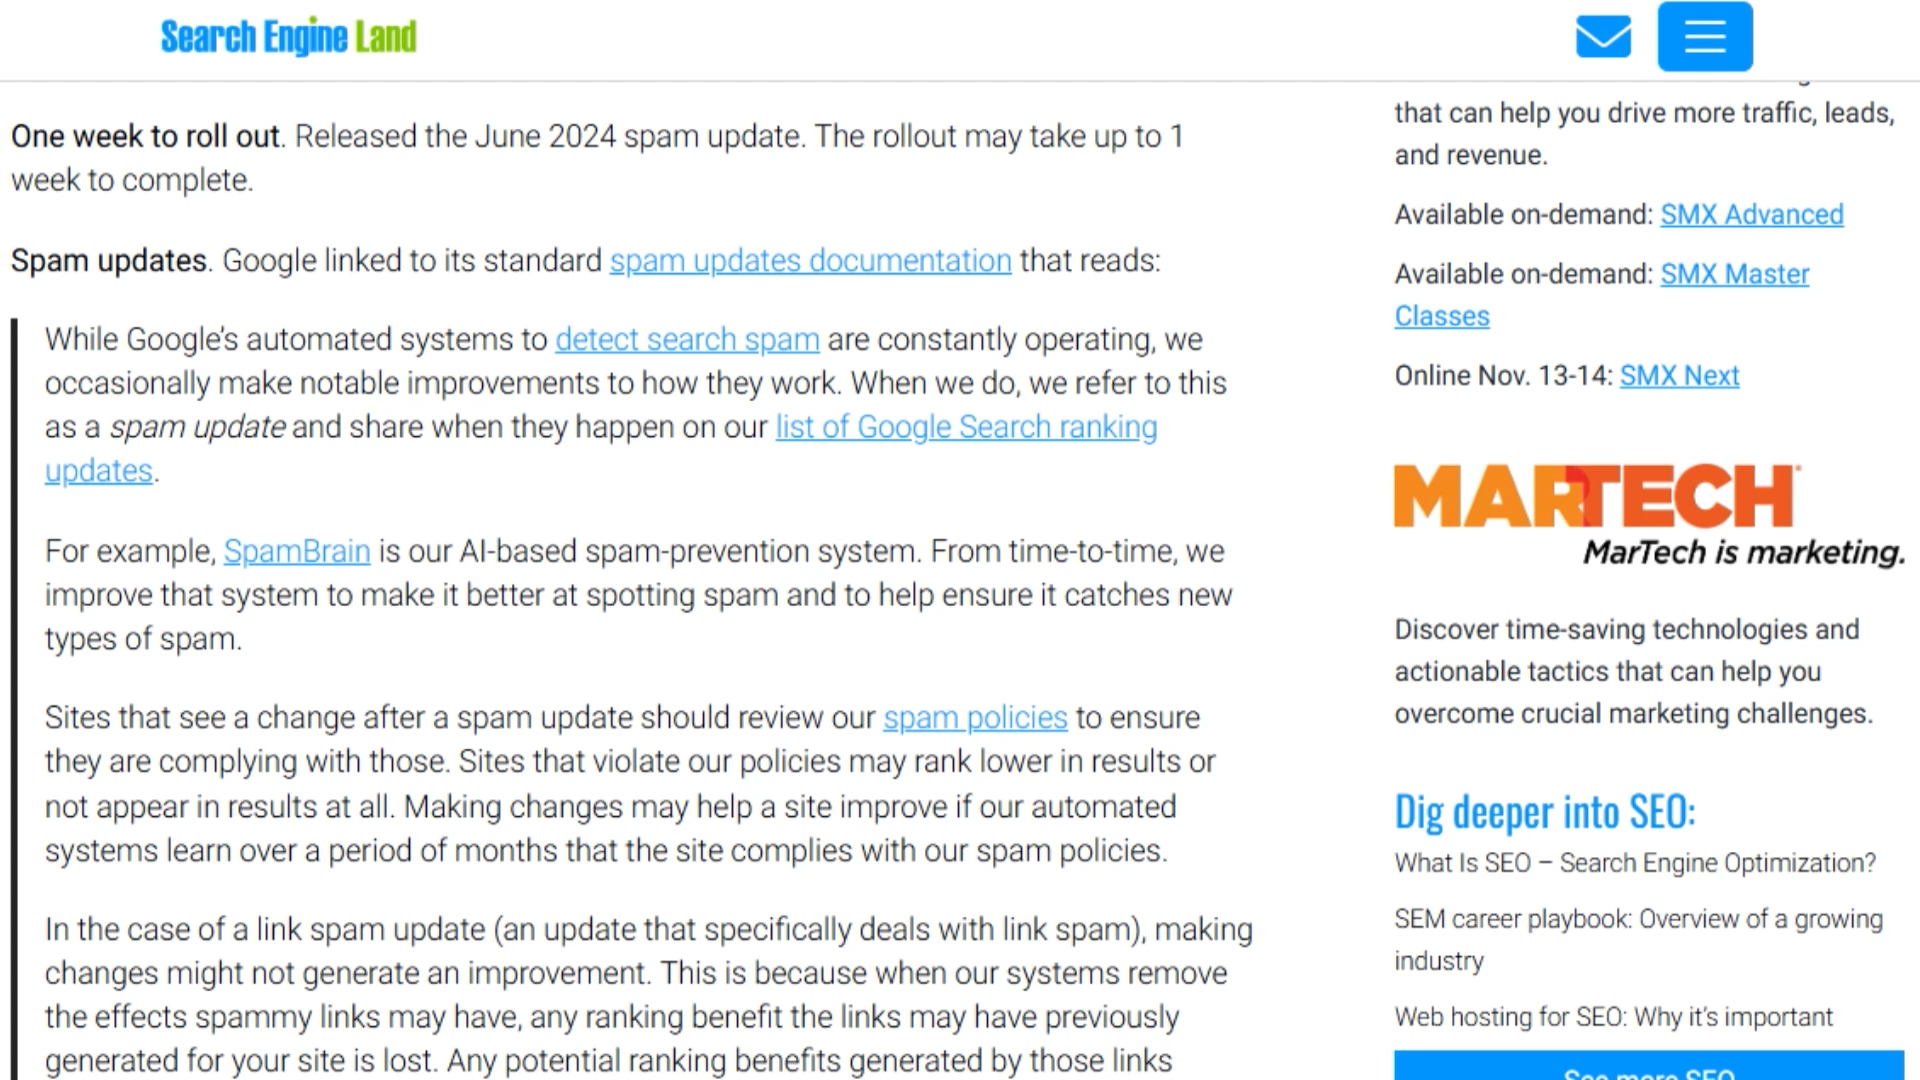 Search Engine Land
One week to roll out. Released the June 2024 spam update. The rollout may take up to 1
week to complete.
Spam updates. Google linked to its standard spam updates documentation that reads:
While Google’s automated systems to detect search spam are constantly operating, we
occasionally make notable improvements to how they work. When we do, we refer to this
as a spam update and share when they happen on our list of Google Search ranking
updates.
For example, SpamBrain is our AI-based spam-prevention system. From time-to-time, we
improve that system to make it better at spotting spam and to help ensure it catches new
types of spam.
Sites that see a change after a spam update should review our spam policies to ensure
they are complying with those. Sites that violate our policies may rank lower in results or
not appear in results at all. Making changes may help a site improve if our automated
systems learn over a period of months that the site complies with our spam policies.
In the case of a link spam update (an update that specifically deals with link spam), making
changes might not generate an improvement. This is because when our systems remove
the effects spammy links may have, any ranking benefit the links may have previously
generated for your site is lost. Any potential ranking benefits generated by those links
that can help you drive more traffic, leads,
and revenue.
Available on-demand: SMX Advanced
Available on-demand: SMX Master
Classes
Online Nov. 13-14: SMX Next
MARTECH
MarTech is marketing.
Discover time-saving technologies and
actionable tactics that can help you
overcome crucial marketing challenges.
Dig deeper into SEO:
What Is SEO – Search Engine Optimization?
SEM career playbook: Overview of a growing
industry
Web hosting for SEO: Why it’s important
See more SEO